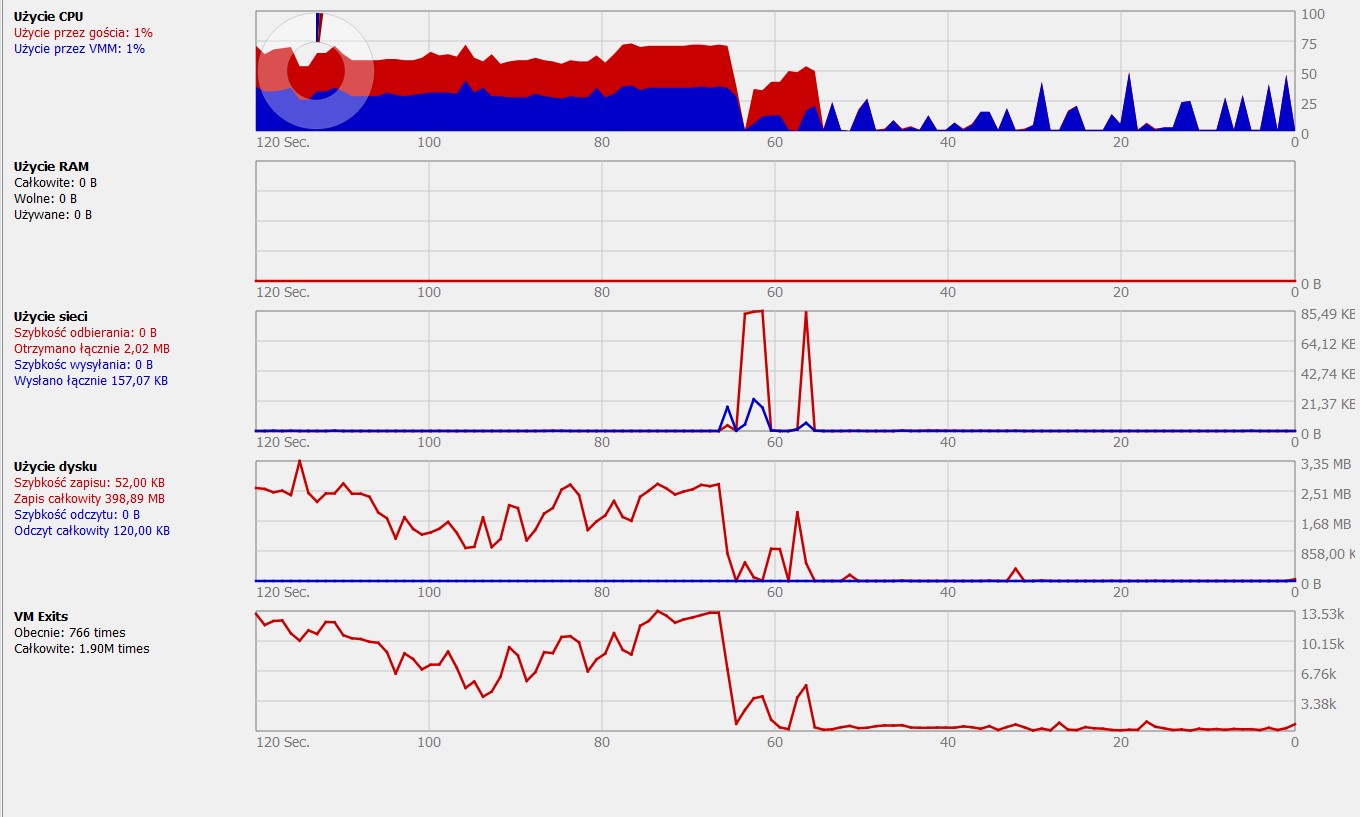 Użycie CPU
Użycie przez gościa: 1%
Użycie przez VMM: 1%
100
75
50
25
0
120 Sec.
100
80
60
40
20
0
Użycie RAM
Całkowite: 0 B
Wolne: 0 B
Używane: 0 B
0 B
120 Sec.
100
80
60
40
20
0
Użycie sieci
Szybkość odbierania: 0 B
Otrzymano łącznie 2,02 MB
Szybkośc wysyłania: 0 B
Wysłano łącznie 157,07 KB
85,49 KB
64,12 KB
42,74 KB
21,37 KB
0 B
120 Sec.
100
80
60
40
20
0
Użycie dysku
Szybkość zapisu: 52,00 KB
Zapis całkowity 398,89 MB
Szybkość odczytu: 0 B
Odczyt całkowity 120,00 KB
3,35 MB
2,51 MB
1,68 MB
858,00 K
0 B
120 Sec.
100
80
60
40
20
0
VM Exits
Obecnie: 766 times
Całkowite: 1.90M times
13.53k
10.15k
6.76k
3.38k
120 Sec.
100
80
60
40
20
0